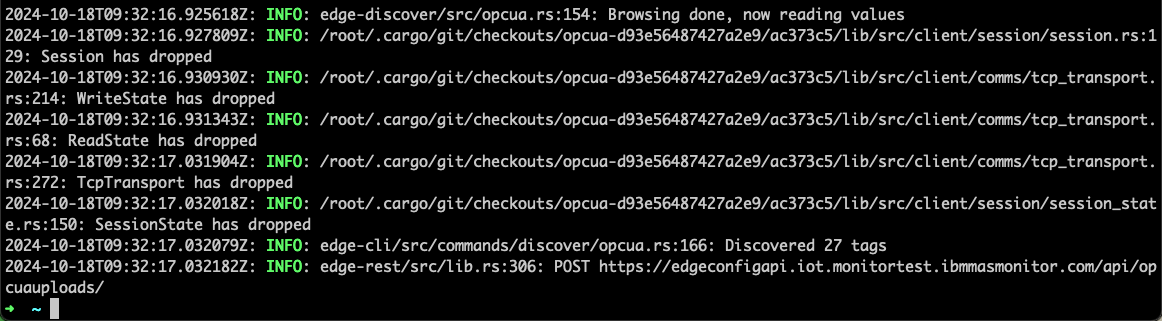 2024-10-18T09:32:16.925618Z: INFO: edge-discover/src/opcua.rs:154: Browsing done, now reading values
2024-10-18T09:32:16.927809Z: INFO: /root/.cargo/git/checkouts/opcua-d93e56487427a2e9/ac373c5/lib/src/client/session/session.rs:1
29: Session has dropped
2024-10-18T09:32:16.930930Z: INFO: /root/.cargo/git/checkouts/opcua-d93e56487427a2e9/ac373c5/lib/src/client/comms/tcp_transport.
rs:214: WriteState has dropped
2024-10-18T09:32:16.931343Z: INFO: /root/.cargo/git/checkouts/opcua-d93e56487427a2e9/ac373c5/lib/src/client/comms/tcp_transport.
rs:68: ReadState has dropped
2024-10-18T09:32:17.031904Z: INFO: /root/.cargo/git/checkouts/opcua-d93e56487427a2e9/ac373c5/lib/src/client/comms/tcp_transport.
rs:272: TcpTransport has dropped
2024-10-18T09:32:17.032018Z: INFO: /root/.cargo/git/checkouts/opcua-d93e56487427a2e9/ac373c5/lib/src/client/session/session_stat
e.rs:150: SessionState has dropped
2024-10-18T09:32:17.032079Z: INFO: edge-cli/src/commands/discover/opcua.rs:166: Discovered 27 tags
2024-10-18T09:32:17.032182Z: INFO: edge-rest/src/lib.rs:306: POST https://edgeconfigapi.iot.monitortest.ibmmasmonitor.com/api/op
cuauploads/
➜ ~